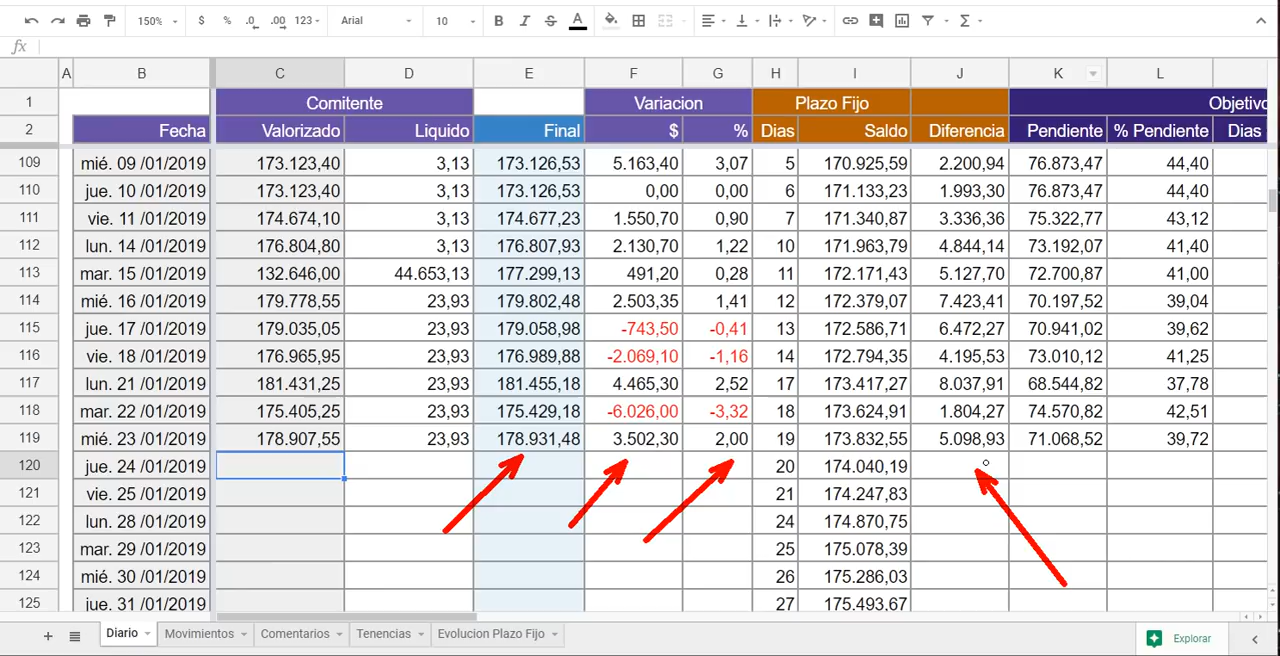 150% $ % .0 .00 123 Arial 10 B I S A
fx
A B C D E F G H I J K L
1 Comitente Variacion Plazo Fijo Objetivo
2 Fecha Valorizado Liquido Final $ % Dias Saldo Diferencia Pendiente % Pendiente Dias
109 mié. 09 /01/2019 173.123,40 3,13 173.126,53 5.163,40 3,07 5 170.925,59 2.200,94 76.873,47 44,40
110 jue. 10 /01/2019 173.123,40 3,13 173.126,53 0,00 0,00 6 171.133,23 1.993,30 76.873,47 44,40
111 vie. 11 /01/2019 174.674,10 3,13 174.677,23 1.550,70 0,90 7 171.340,87 3.336,36 75.322,77 43,12
112 lun. 14 /01/2019 176.804,80 3,13 176.807,93 2.130,70 1,22 10 171.963,79 4.844,14 73.192,07 41,40
113 mar. 15 /01/2019 132.646,00 44.653,13 177.299,13 491,20 0,28 11 172.171,43 5.127,70 72.700,87 41,00
114 mié. 16 /01/2019 179.778,55 23,93 179.802,48 2.503,35 1,41 12 172.379,07 7.423,41 70.197,52 39,04
115 jue. 17 /01/2019 179.035,05 23,93 179.058,98 -743,50 -0,41 13 172.586,71 6.472,27 70.941,02 39,62
116 vie. 18 /01/2019 176.965,95 23,93 176.989,88 -2.069,10 -1,16 14 172.794,35 4.195,53 73.010,12 41,25
117 lun. 21 /01/2019 181.431,25 23,93 181.455,18 4.465,30 2,52 17 173.417,27 8.037,91 68.544,82 37,78
118 mar. 22 /01/2019 175.405,25 23,93 175.429,18 -6.026,00 -3,32 18 173.624,91 1.804,27 74.570,82 42,51
119 mié. 23 /01/2019 178.907,55 23,93 178.931,48 3.502,30 2,00 19 173.832,55 5.098,93 71.068,52 39,72
120 jue. 24 /01/2019 20 174.040,19
121 vie. 25 /01/2019 21 174.247,83
122 lun. 28 /01/2019 24 174.870,75
123 mar. 29 /01/2019 25 175.078,39
124 mié. 30 /01/2019 26 175.286,03
125 jue. 31 /01/2019 27 175.493,67
Diario Movimientos Comentarios Tenencias Evolucion Plazo Fijo Explorar